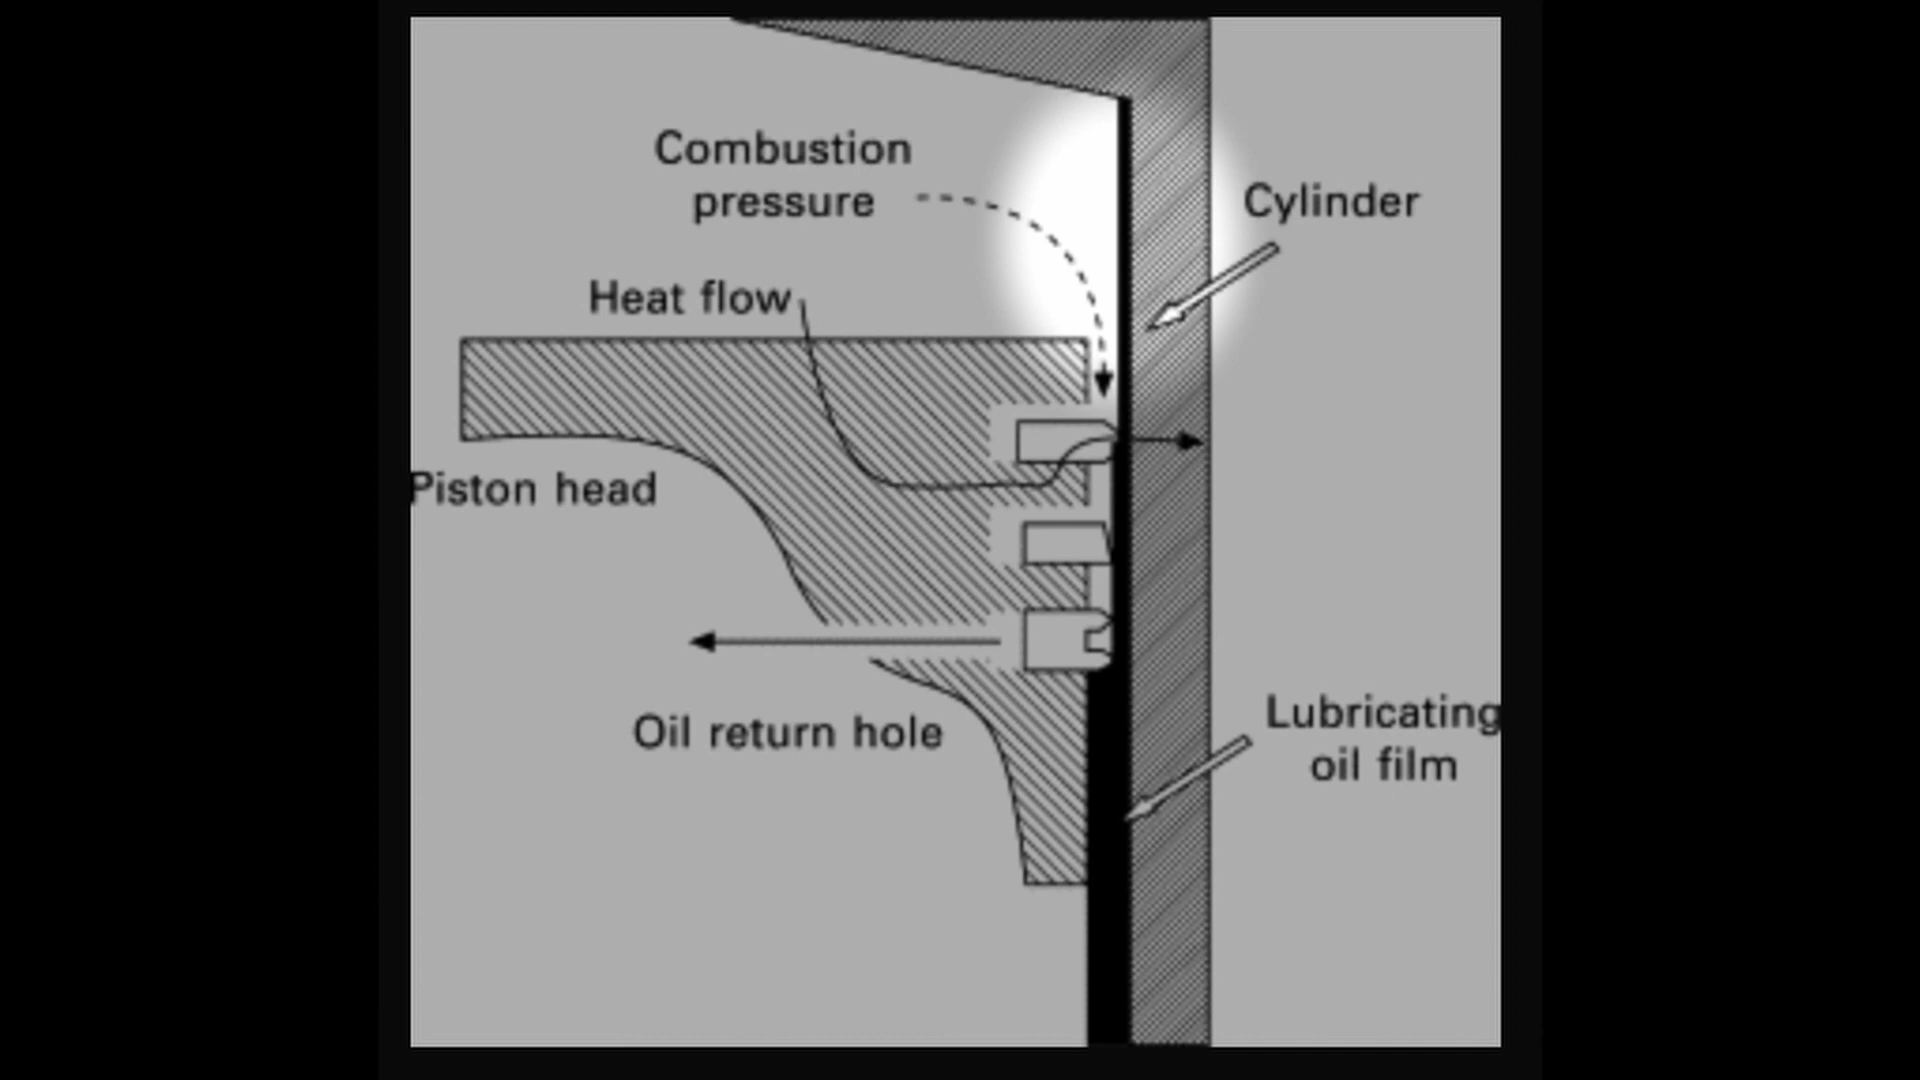 Combustion
pressure
Cylinder
Heat flow
Piston head
Oil return hole
Lubricating
oil film